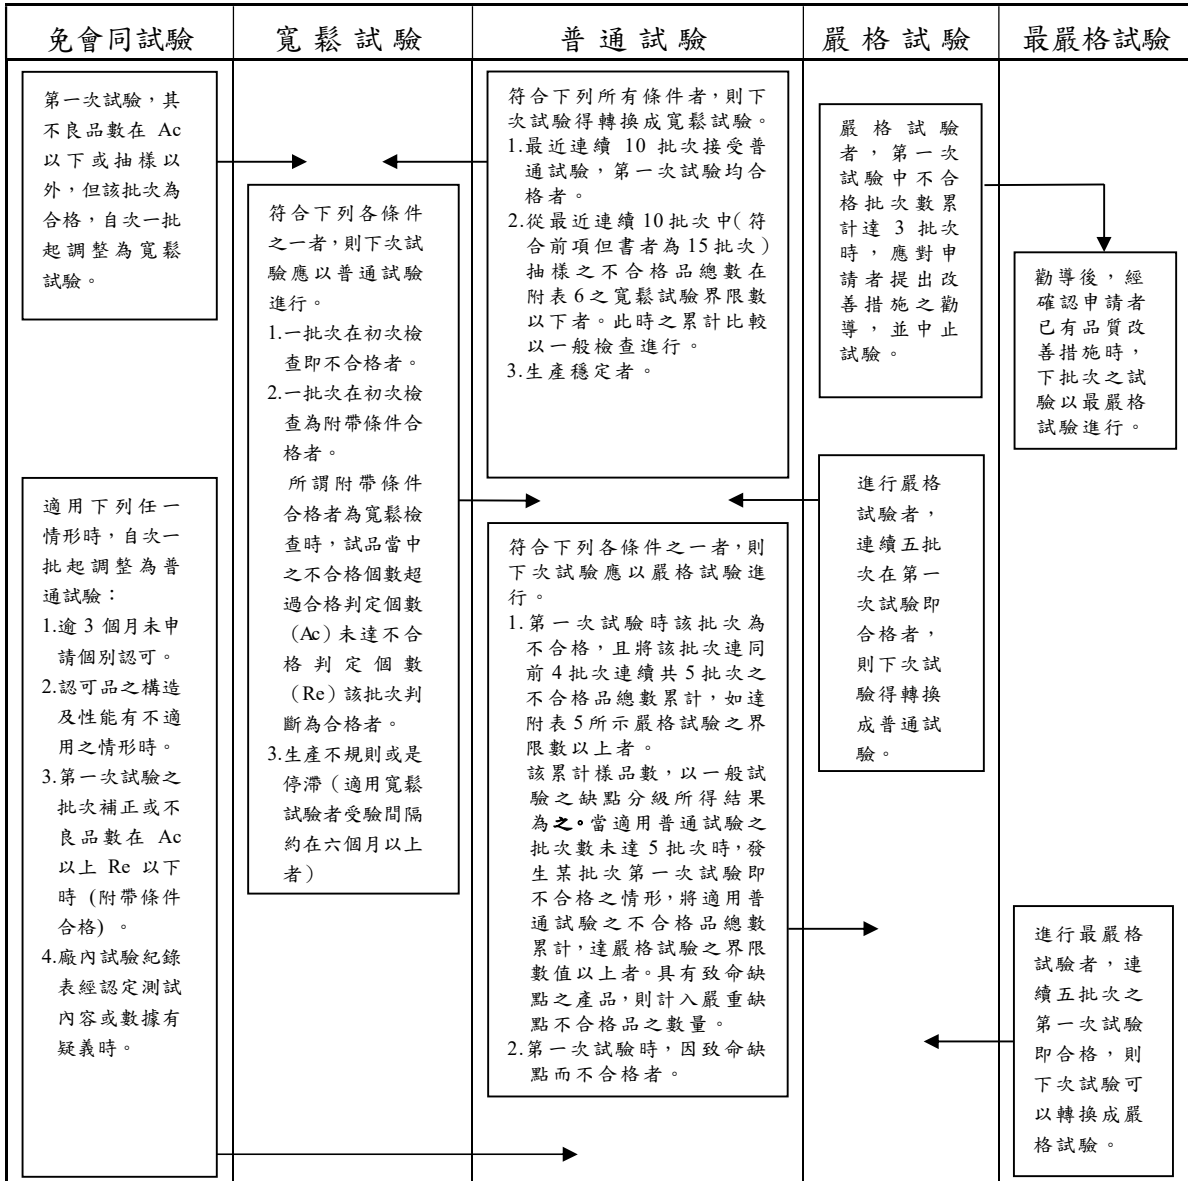 免會同試驗
寬鬆試驗
普通試驗
嚴格試驗
最嚴格試驗
第一次試驗，其
不良品數在 Ac
以下或抽樣以
外，但該批次為
合格，自次一批
起調整為寬鬆
試驗。
適用下列任一
情形時，自次一
批起調整為普
通試驗：
1.逾 3 個月未申
請個別認可。
2.認可品之構造
及性能有不適
用之情形時。
3.第一次試驗之
批次補正或不
良品數在 Ac
以上 Re 以下
時 (附帶條件
合格) 。
4.廠內試驗紀錄
表經認定測試
內容或數據有
疑義時。
符合下列各條件
之一者，則下次試
驗應以普通試驗
進行。
1.一批次在初次檢
查即不合格者。
2.一批次在初次檢
查為附帶條件合
格者。
所謂附帶條件
合格者為寬鬆檢
查時，試品當中
之不合格個數超
過合格判定個數
（Ac）未達不合
格判定個數
（Re）該批次判
斷為合格者。
3.生產不規則或是
停滯（適用寬鬆
試驗者受驗間隔
約在六個月以上
者）
符合下列所有條件者，則下
次試驗得轉換成寬鬆試驗。
1.最近連續 10 批次接受普
通試驗，第一次試驗均合
格者。
2.從最近連續 10 批次中（符
合前項但書者為 15 批次）
抽樣之不合格品總數在
附表 6 之寬鬆試驗界限數
以下者。此時之累計比較
以一般檢查進行。
3.生產穩定者。
符合下列各條件之一者，則
下次試驗應以嚴格試驗進
行。
1.第一次試驗時該批次為
不合格，且將該批次連同
前 4 批次連續共 5 批次之
不合格品總數累計，如達
附表 5 所示嚴格試驗之界
限數以上者。
該累計樣品數，以一般試
驗之缺點分級所得結果
為之。當適用普通試驗之
批次數未達 5 批次時，發
生某批次第一次試驗即
不合格之情形，將適用普
通試驗之不合格品總數
累計，達嚴格試驗之界限
數值以上者。具有致命缺
點之產品，則計入嚴重缺
點不合格品之數量。
2.第一次試驗時，因致命缺
點而不合格者。
嚴格試驗
者，第一次
試驗中不合
格批次數累
計達 3 批次
時，應對申
請者提出改
善措施之勸
導，並中止
試驗。
進行嚴格
試驗者，
連續五批
次在第一
次試驗即
合格者，
則下次試
驗得轉換
成普通試
驗。
勸導後，經
確認申請者
已有品質改
善措施時，
下批次之試
驗以最嚴格
試驗進行。
進行最嚴格
試驗者，連
續五批次之
第一次試驗
即合格，則
下次試驗可
以轉換成嚴
格試驗。